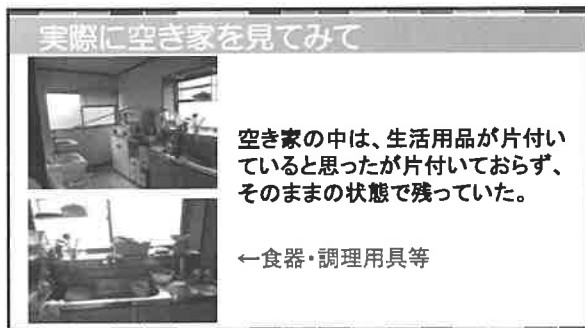 実際に空き家を見てみて
空き家の中は、生活用品が片付い
ていると思ったが片付いておらず、
そのままの状態で残っていた。
←食器・調理用具等